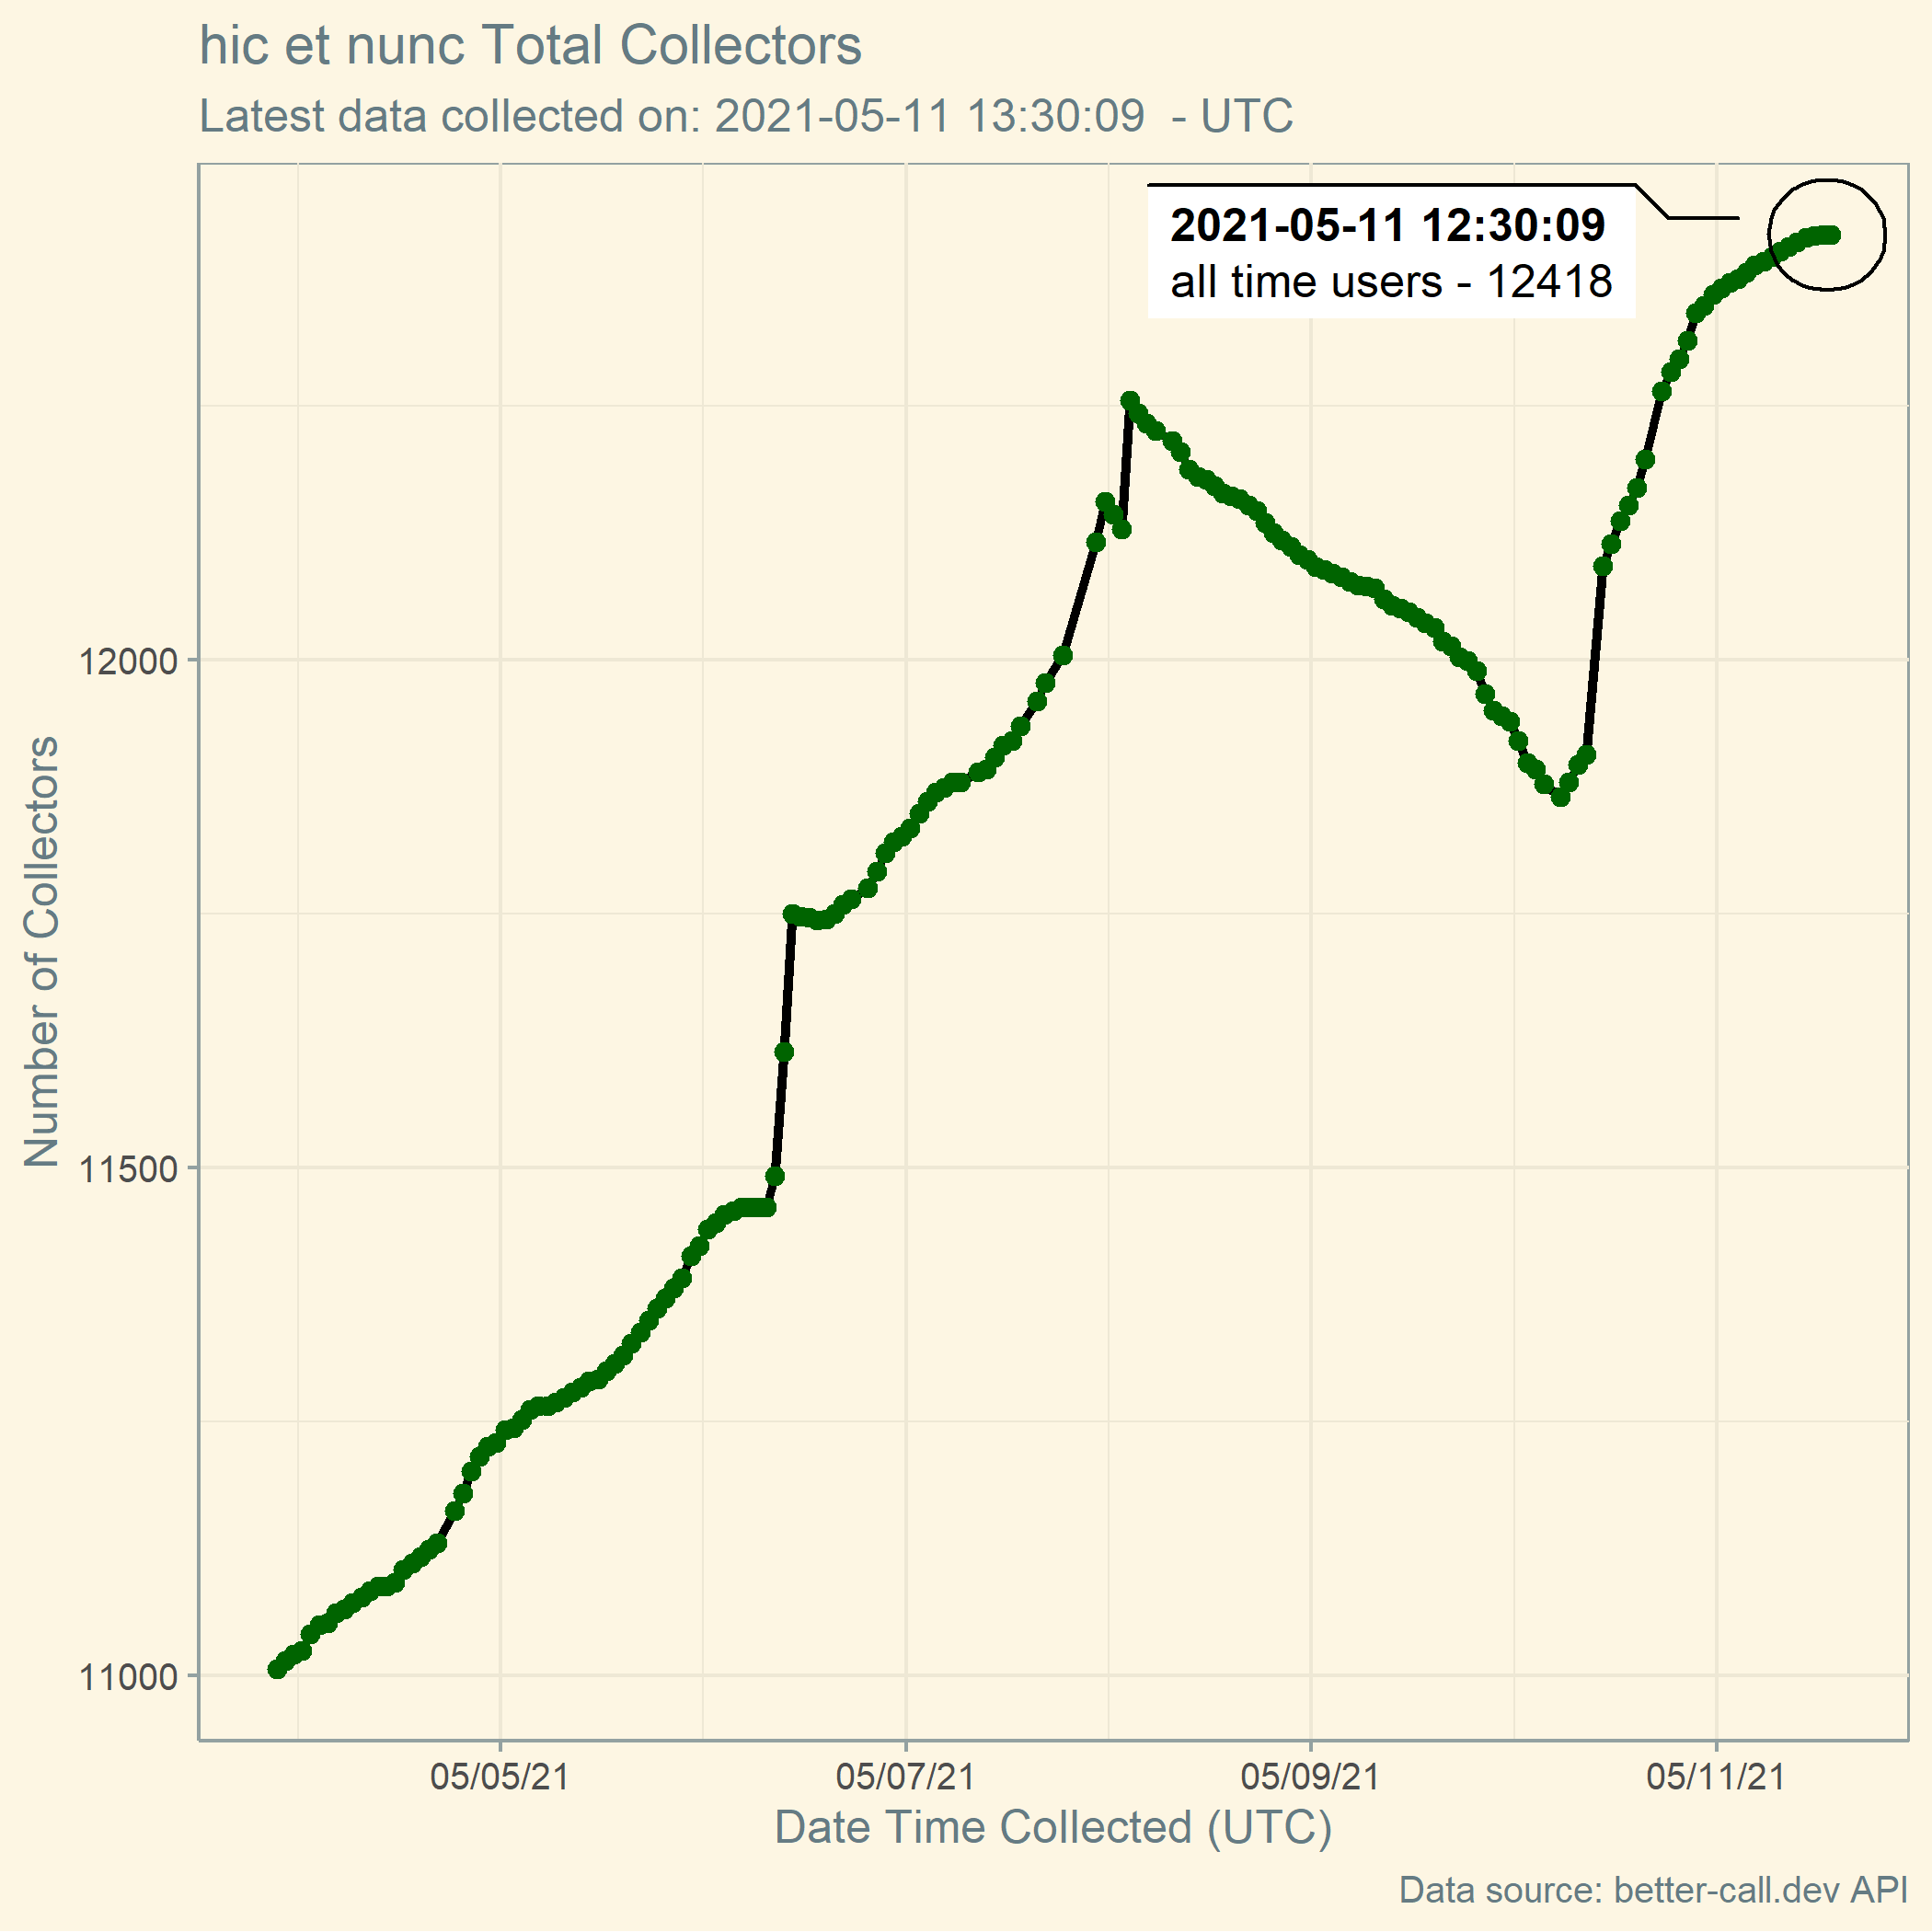 hic et nunc Total Collectors
Latest data collected on: 2021-05-11 13:30:09  - UTC
2021-05-11 12:30:09
all time users - 12418
Number of Collectors
12000
11500
11000
05/05/21
05/07/21
05/09/21
05/11/21
Date Time Collected (UTC)
Data source: better-call.dev API